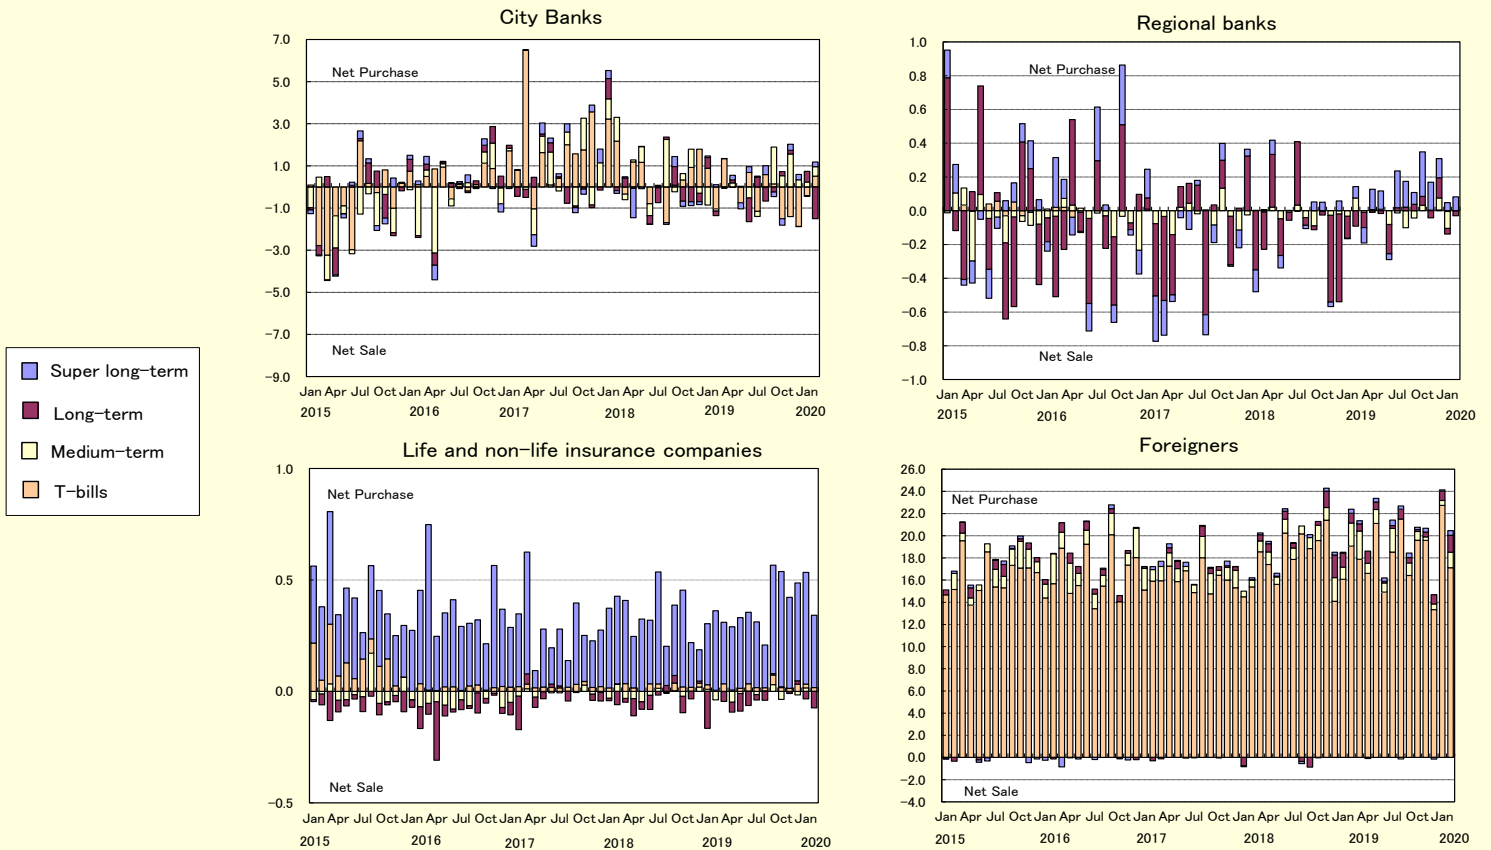 City Banks
7.0
5.0
3.0
1.0
−1.0
−3.0
−5.0
−7.0
−9.0
Net Purchase
Net Sale
Jan Apr Jul Oct Jan Apr Jul Oct Jan Apr Jul Oct Jan Apr Jul Oct Jan Apr Jul Oct Jan
2015 2016 2017 2018 2019 2020
Regional banks
1.0
0.8
0.6
0.4
0.2
0.0
−0.2
−0.4
−0.6
−0.8
−1.0
Net Purchase
Net Sale
Jan Apr Jul Oct Jan Apr Jul Oct Jan Apr Jul Oct Jan Apr Jul Oct Jan Apr Jul Oct Jan
2015 2016 2017 2018 2019 2020
Super long−term
Long−term
Medium−term
T−bills
Life and non−life insurance companies
1.0
0.5
0.0
−0.5
Net Purchase
Net Sale
Jan Apr Jul Oct Jan Apr Jul Oct Jan Apr Jul Oct Jan Apr Jul Oct Jan Apr Jul Oct Jan
2015 2016 2017 2018 2019 2020
Foreigners
26.0
24.0
22.0
20.0
18.0
16.0
14.0
12.0
10.0
8.0
6.0
4.0
2.0
0.0
−2.0
−4.0
Net Purchase
Net Sale
Jan Apr Jul Oct Jan Apr Jul Oct Jan Apr Jul Oct Jan Apr Jul Oct Jan Apr Jul Oct Jan
2015 2016 2017 2018 2019 2020